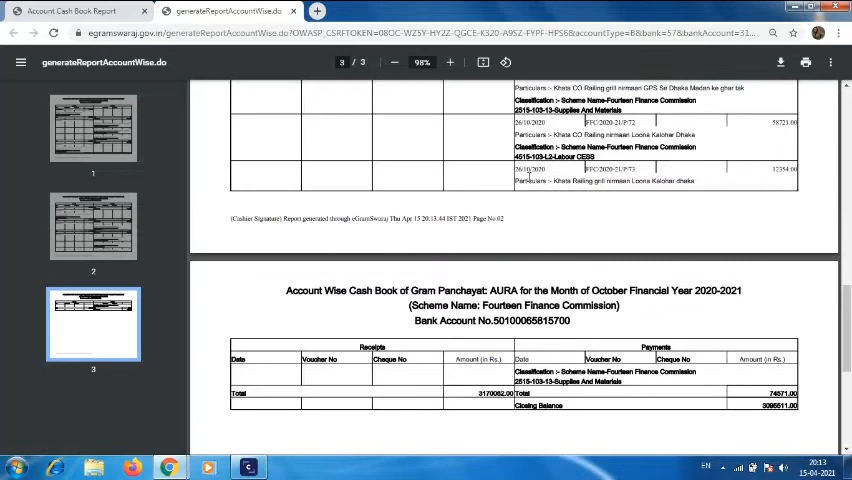 Account Cash Book Report
generateReportAccountWise.do
egramswaraj.gov.in/generateReportAccountWise.do?OWASP_CSRFTOKEN=08OC-WZ5Y-HY2Z-QGCE-K320-A9SZ-FYPF-HPS6&accountType=B&bank=57&bankAccount=31...
generateReportAccountWise.do
3 / 3
98%
1
2
3
Particulars :- Khata CO Railing grill nirmaan GPS Se Dhaka Madan ke ghar tak
Classification :- Scheme Name-Fourteen Finance Commission
2515-103-13-Supplies And Materials
26/10/2020 FFC/2020-21/P/72 58721.00
Particulars :- Khata CO Railing nirmaan Loona Kalohar Dhaka
Classification :- Scheme Name-Fourteen Finance Commission
4515-103-L2-Labour CESS
26/10/2020 FFC/2020-21/P/73 12354.00
Particulars :- Khata Railing grill nirmaan Loona Kalohar dhaka
(Cashier Signature) Report generated through eGramSwaraj Thu Apr 15 20:13:44 IST 2021 Page No.02
Account Wise Cash Book of Gram Panchayat: AURA for the Month of October Financial Year 2020-2021
(Scheme Name: Fourteen Finance Commission)
Bank Account No.50100065815700
Receipts Payments
Date Voucher No Cheque No Amount (in Rs.) Date Voucher No Cheque No Amount (in Rs.)
Classification :- Scheme Name-Fourteen Finance Commission
2515-103-13-Supplies And Materials
Total 3170082.00 Total 74571.00
Closing Balance 3095511.00
EN
20:13
15-04-2021